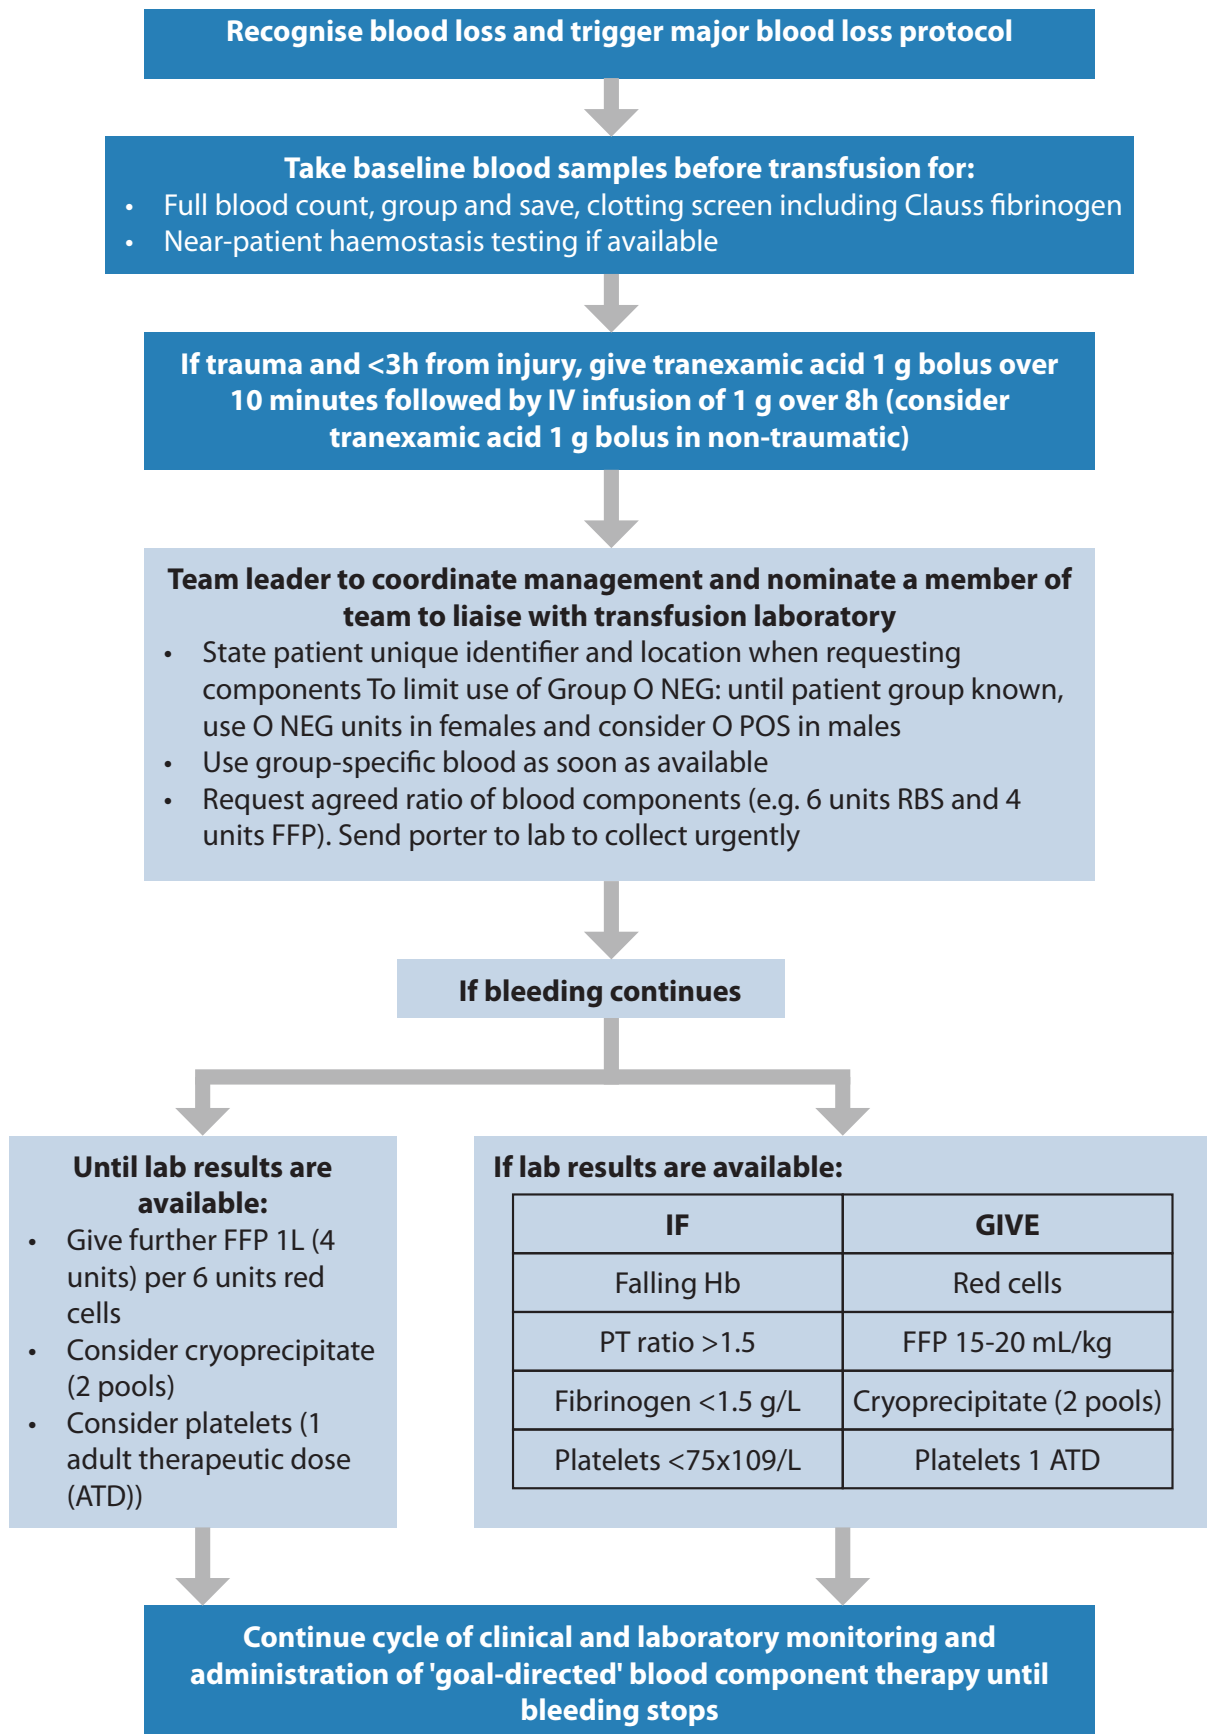 Recognise blood loss and trigger major blood loss protocol
Take baseline blood samples before transfusion for:
• Full blood count, group and save, clotting screen including Clauss fibrinogen
• Near-patient haemostasis testing if available
If trauma and <3h from injury, give tranexamic acid 1 g bolus over
10 minutes followed by IV infusion of 1 g over 8h (consider
tranexamic acid 1 g bolus in non-traumatic)
Team leader to coordinate management and nominate a member of
team to liaise with transfusion laboratory
• State patient unique identifier and location when requesting
components To limit use of Group O NEG: until patient group known,
use O NEG units in females and consider O POS in males
• Use group-specific blood as soon as available
• Request agreed ratio of blood components (e.g. 6 units RBS and 4
units FFP). Send porter to lab to collect urgently
If bleeding continues
Until lab results are
available:
• Give further FFP 1L (4
units) per 6 units red
cells
• Consider cryoprecipitate
(2 pools)
• Consider platelets (1
adult therapeutic dose
(ATD))
If lab results are available:
IF GIVE
Falling Hb Red cells
PT ratio >1.5 FFP 15-20 mL/kg
Fibrinogen <1.5 g/L Cryoprecipitate (2 pools)
Platelets <75x109/L Platelets 1 ATD
Continue cycle of clinical and laboratory monitoring and
administration of 'goal-directed' blood component therapy until
bleeding stops